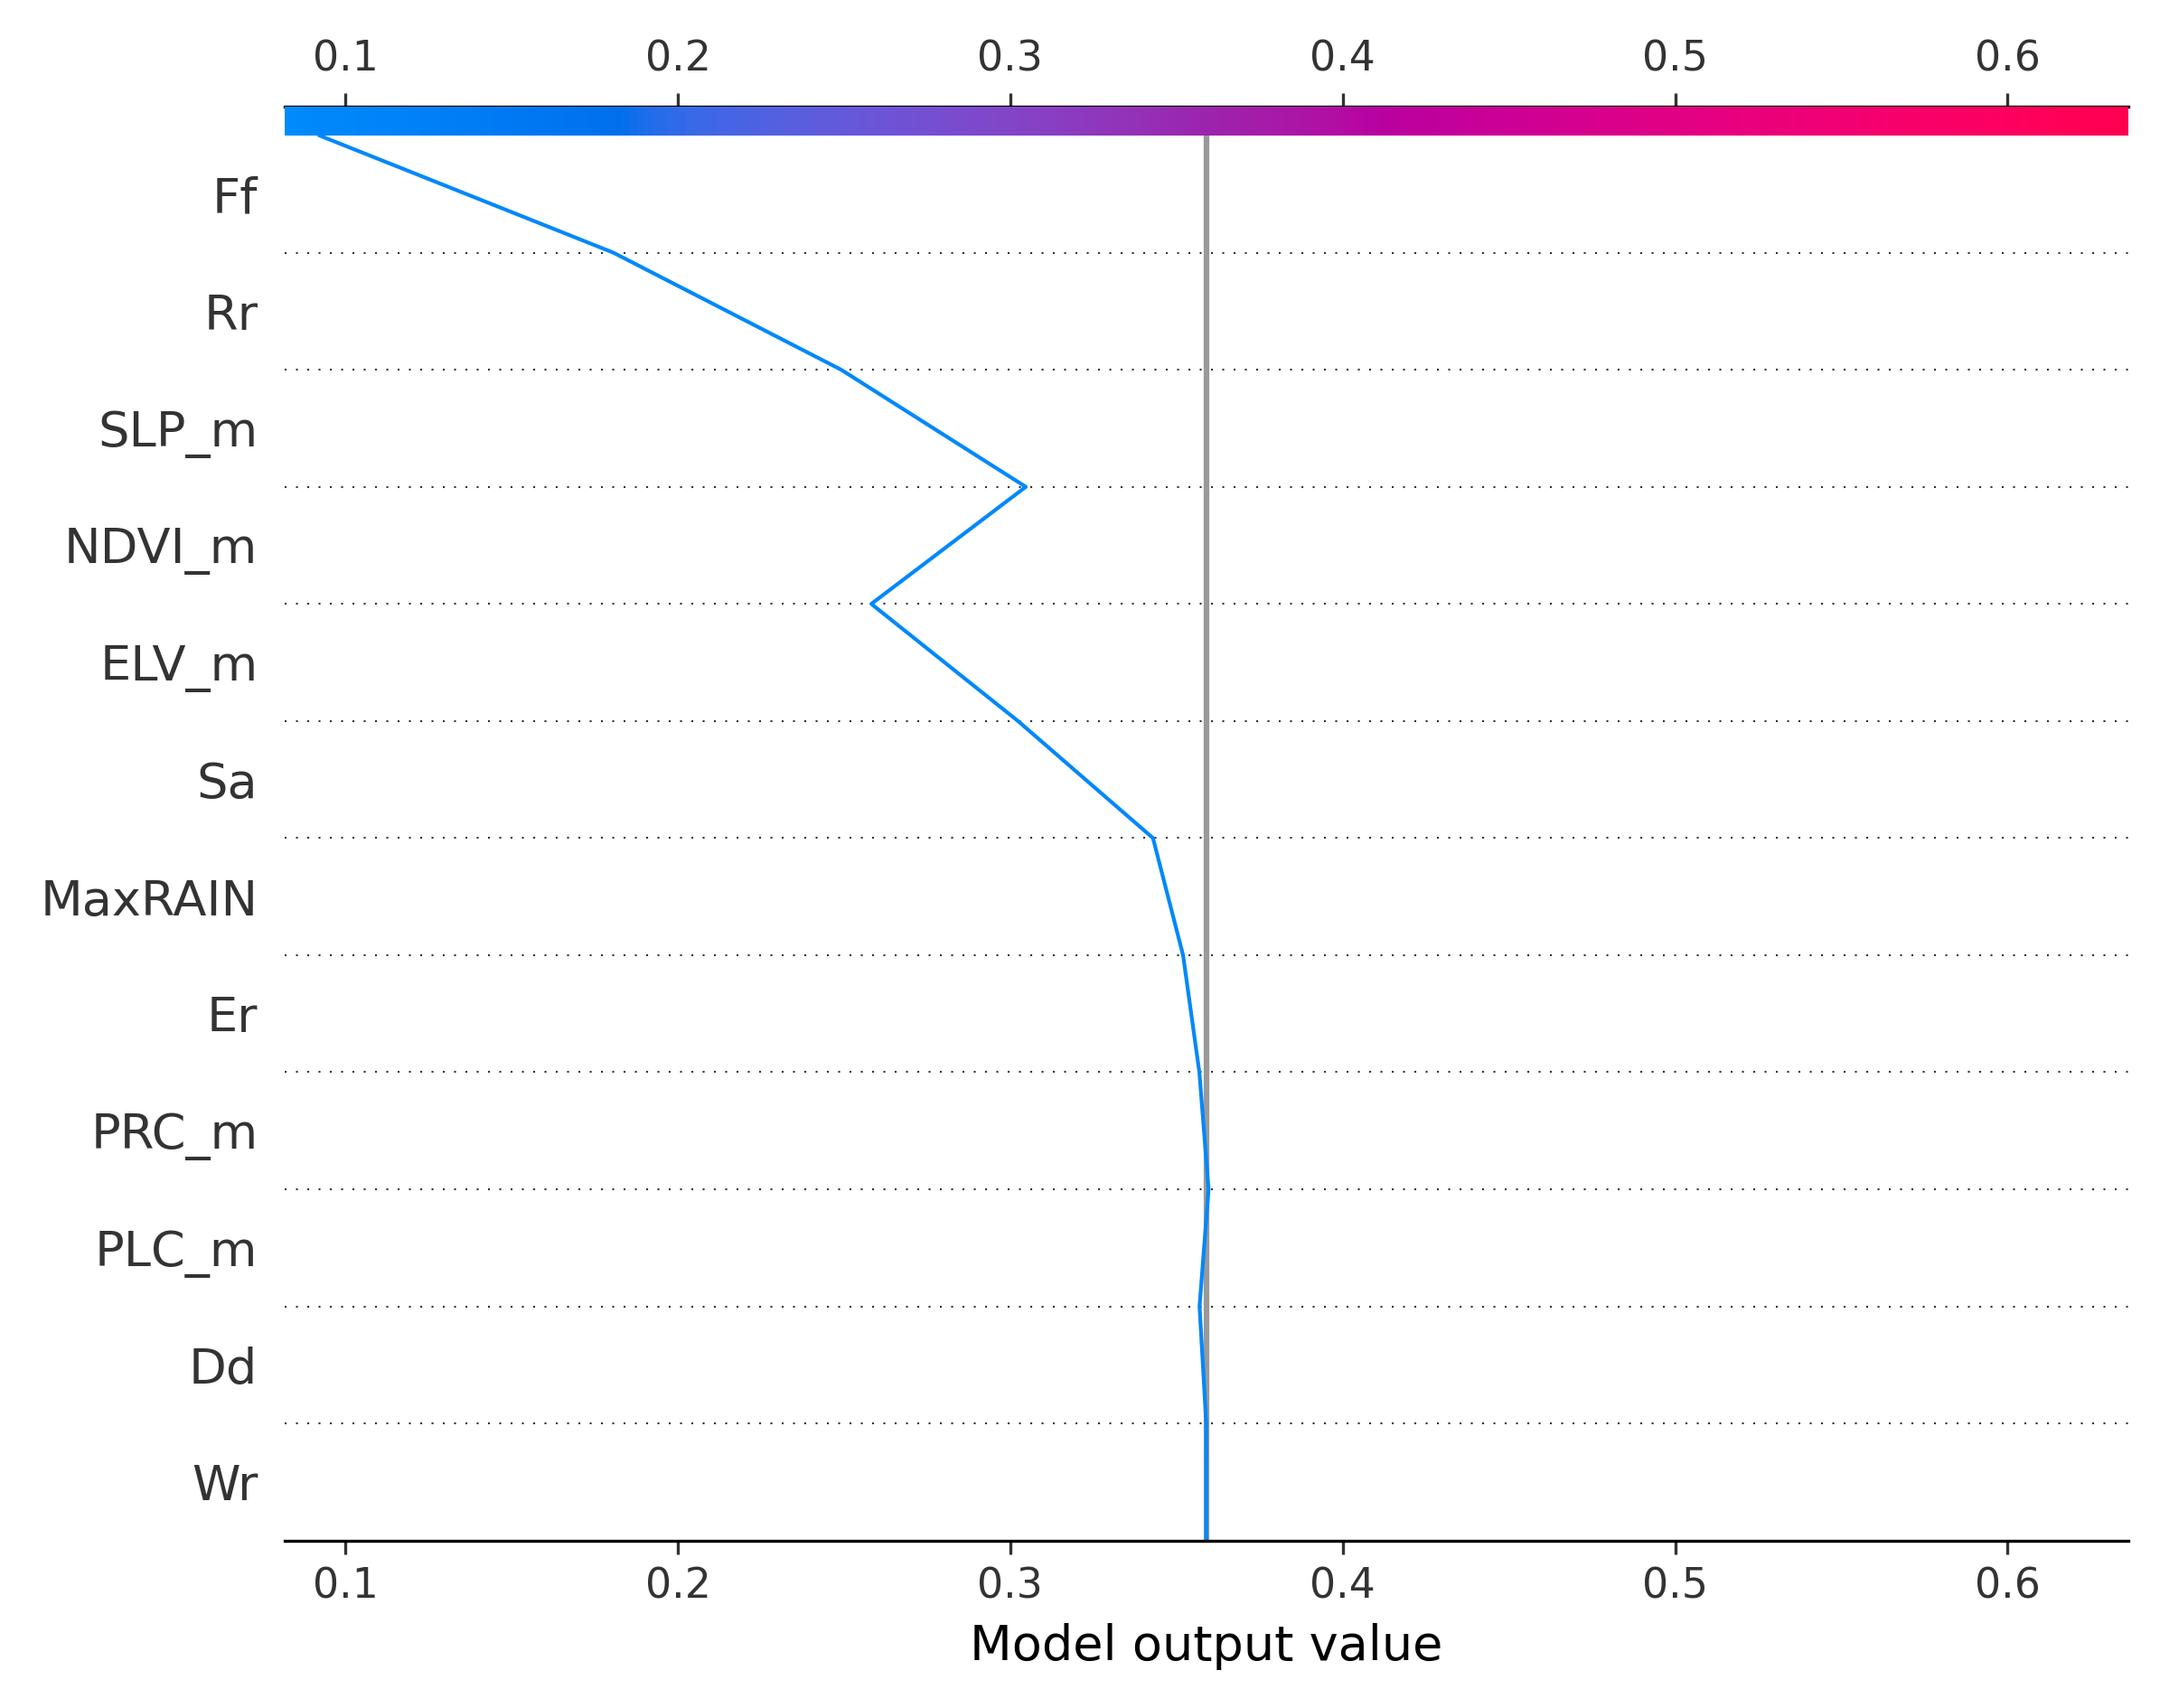 0.1 0.2 0.3 0.4 0.5 0.6
Ff
Rr
SLP_m
NDVI_m
ELV_m
Sa
MaxRAIN
Er
PRC_m
PLC_m
Dd
Wr
0.1 0.2 0.3 0.4 0.5 0.6
Model output value